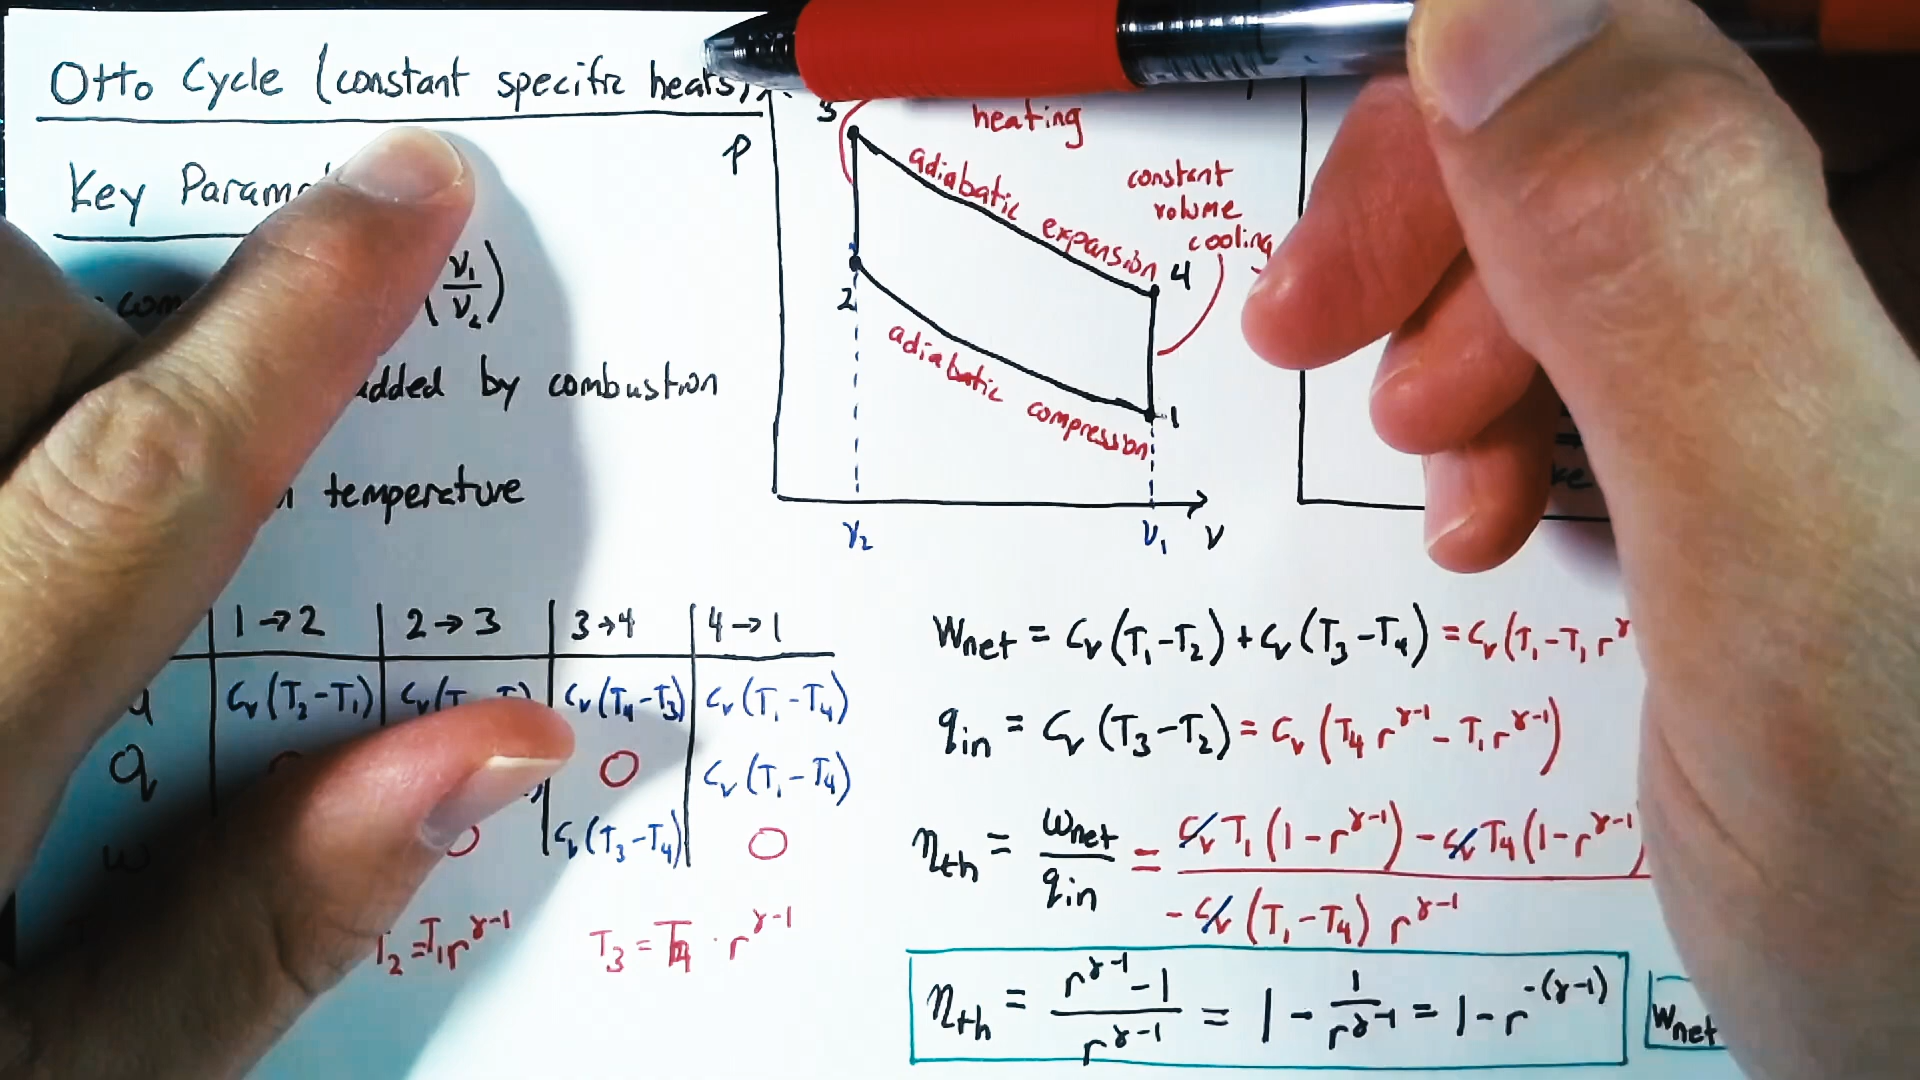 Otto Cycle (constant specific heats)
Key
(v₁/v₂)
added by combustion
temperature
P
3
heating
adiabatic expansion
constant
volume
cooling
4
2
adiabatic compression
1
v₂
v₁
v
1→2 2→3 3→4 4→1
u Cᵥ(T₂-T₁) Cᵥ(T₄-T₃) Cᵥ(T₁-T₄)
q 0 Cᵥ(T₁-T₄)
w Cᵥ(T₃-T₄) 0
T₂=T₁r^γ-1 T₃=T₄·r^γ-1
Wnet = Cᵥ(T₁-T₂)+Cᵥ(T₃-T₄) = Cᵥ(T₁-T₁r^γ
qin = Cᵥ(T₃-T₂) = Cᵥ(T₄r^γ-1 - T₁r^γ-1)
ηth = Wnet/qin = CᵥT₁(1-r^γ-1)-CᵥT₄(1-r^γ-1 / -Cᵥ(T₁-T₄)r^γ-1
ηth = r^γ-1 -1/r^γ-1 = 1-1/r^γ-1 = 1-r^-(γ-1)
Wnet